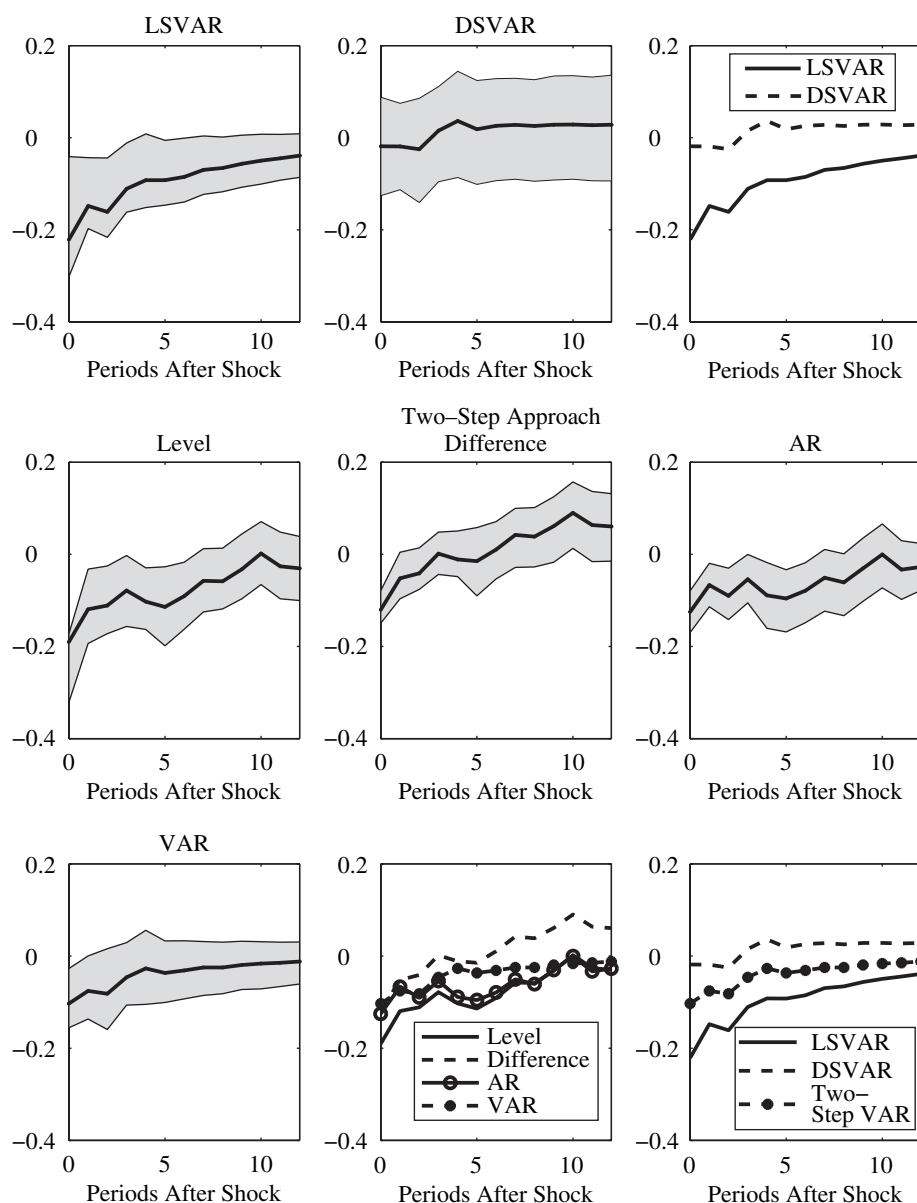 LSVAR
DSVAR
0.2
0
−0.2
−0.4
0
5
10
Periods After Shock
0.2
0
−0.2
−0.4
0
5
10
Periods After Shock
0.2
0
−0.2
−0.4
0
5
10
Periods After Shock
LSVAR
DSVAR
Two−Step Approach
Level
Difference
AR
0.2
0
−0.2
−0.4
0
5
10
Periods After Shock
0.2
0
−0.2
−0.4
0
5
10
Periods After Shock
0.2
0
−0.2
−0.4
0
5
10
Periods After Shock
VAR
0.2
0
−0.2
−0.4
0
5
10
Periods After Shock
0.2
0
−0.2
−0.4
0
5
10
Periods After Shock
Level
Difference
AR
VAR
0.2
0
−0.2
−0.4
0
5
10
Periods After Shock
LSVAR
DSVAR
Two−
Step VAR